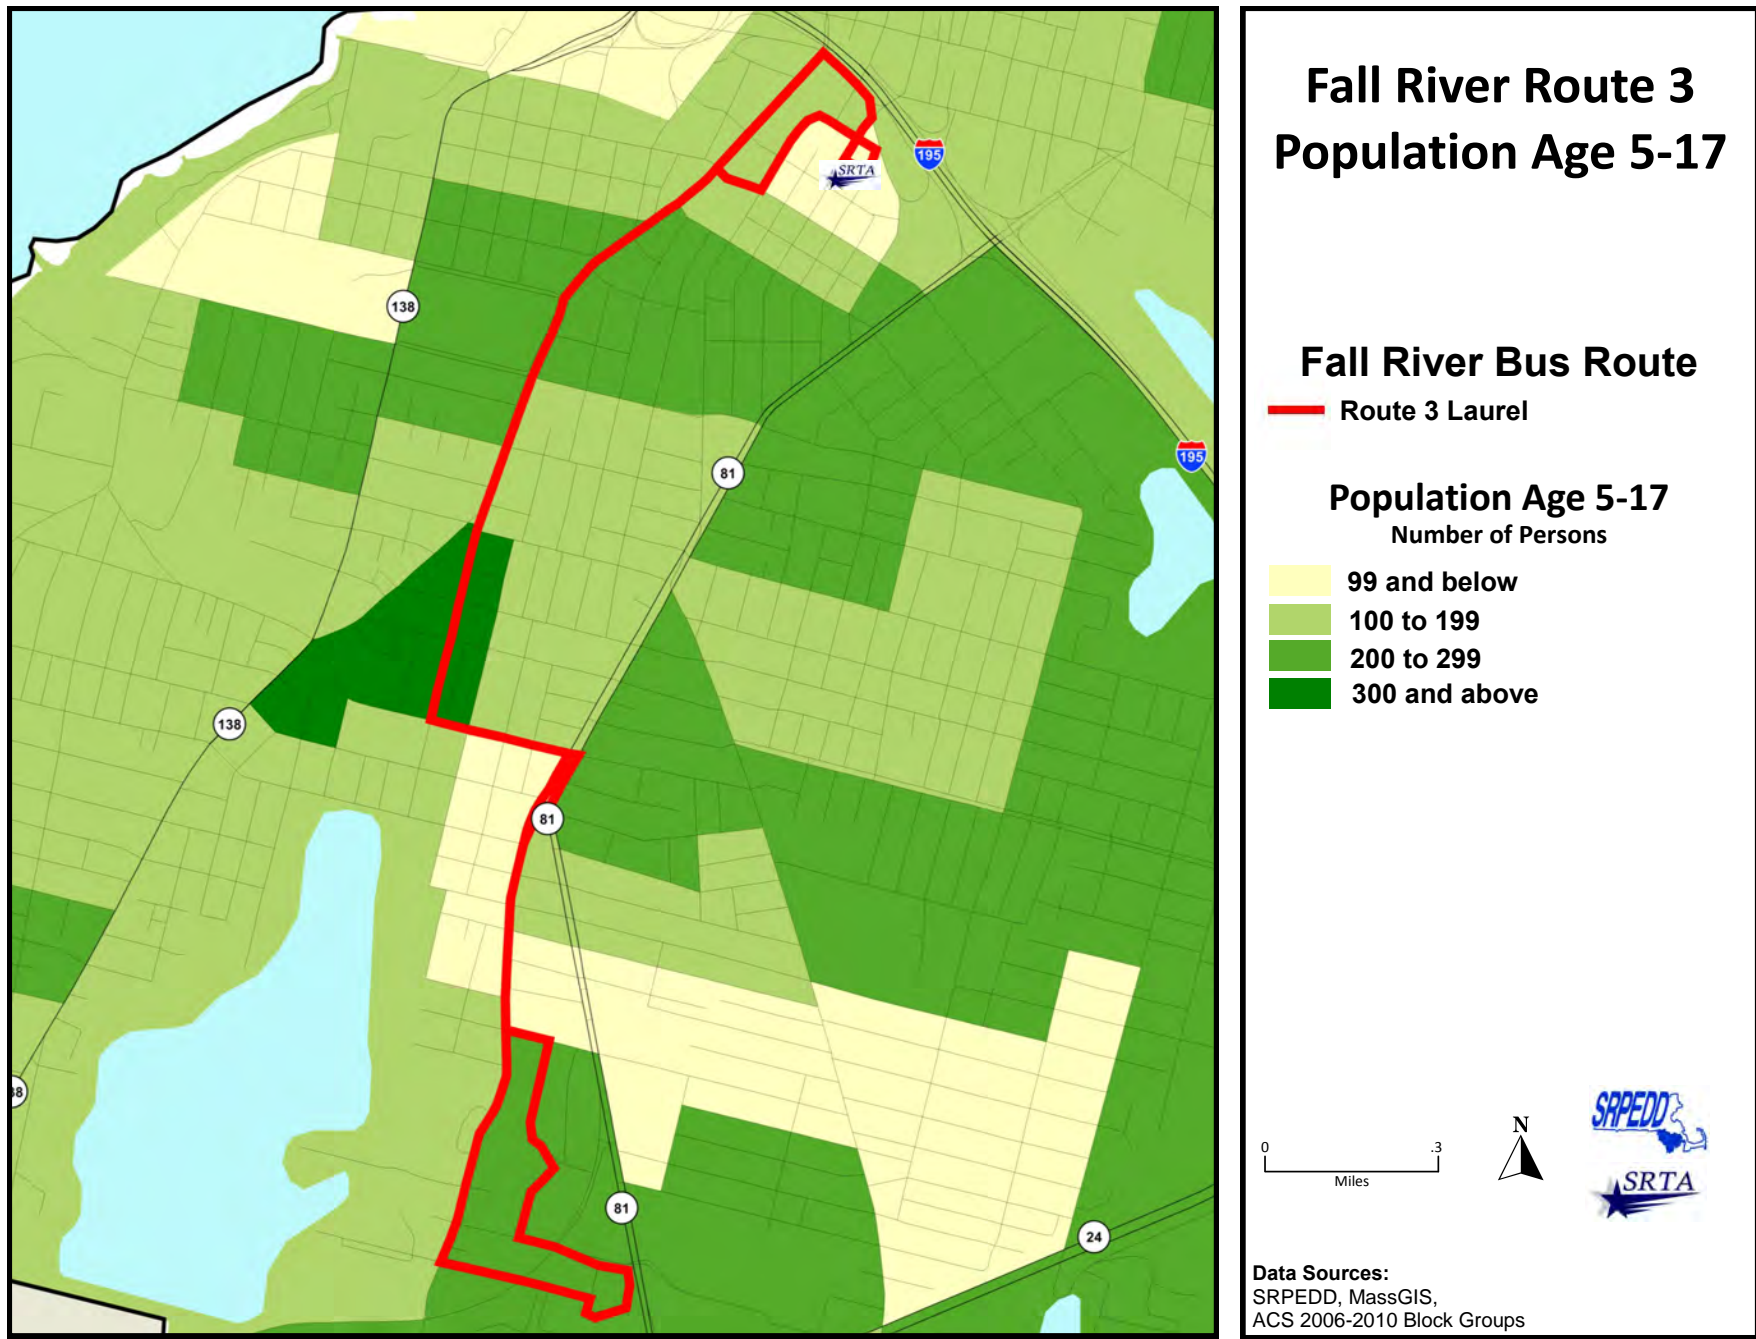 Fall River Route 3
Population Age 5-17
Fall River Bus Route
Route 3 Laurel
Population Age 5-17
Number of Persons
99 and below
100 to 199
200 to 299
300 and above
0 .3
Miles
N
SRPEDD
SRTA
Data Sources:
SRPEDD, MassGIS,
ACS 2006-2010 Block Groups
195
SRTA
138
195
81
138
81
38
81
24